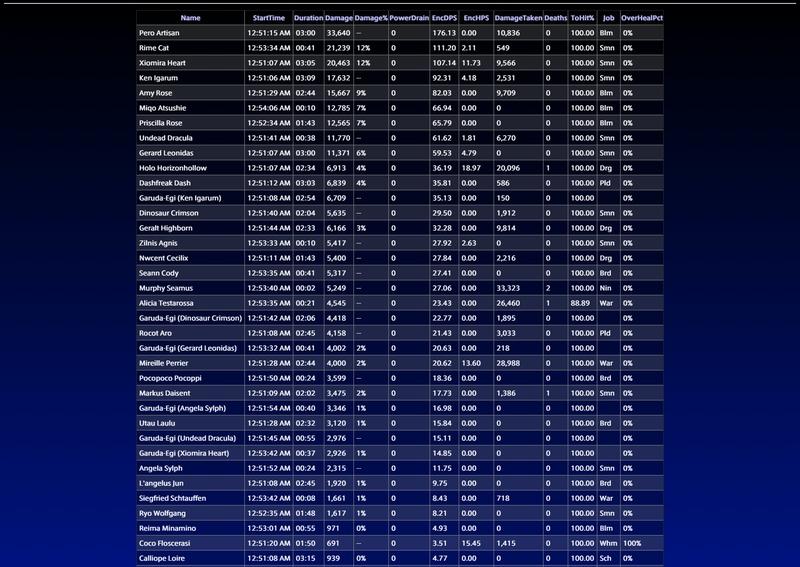 Name StartTime Duration Damage Damage% PowerDrain EncDPS EncHPS DamageTaken Deaths ToHit% Job OverHealPct
Pero Artisan 12:51:15 AM 03:00 33,640 -- 0 176.13 0.00 10,836 0 100.00 Blm 0%
Rime Cat 12:53:34 AM 00:41 21,239 12% 0 111.20 2.11 549 0 100.00 Smn 0%
Xiomira Heart 12:51:07 AM 03:05 20,463 12% 0 107.14 11.73 9,566 0 100.00 Smn 0%
Ken Igarum 12:51:06 AM 03:09 17,632 -- 0 92.31 4.18 2,531 0 100.00 Smn 0%
Amy Rose 12:51:29 AM 02:44 15,667 9% 0 82.03 0.00 9,709 0 100.00 Blm 0%
Miqo Atsushie 12:54:06 AM 00:10 12,785 7% 0 66.94 0.00 0 0 100.00 Blm 0%
Priscilla Rose 12:52:34 AM 01:43 12,565 7% 0 65.79 0.00 0 0 100.00 Blm 0%
Undead Dracula 12:51:41 AM 00:38 11,770 -- 0 61.62 1.81 6,270 0 100.00 Smn 0%
Gerard Leonidas 12:51:07 AM 03:00 11,371 6% 0 59.53 4.79 0 0 100.00 Smn 0%
Holo Horizonhollow 12:51:07 AM 02:34 6,913 4% 0 36.19 18.97 20,096 1 100.00 Drg 0%
Dashfreak Dash 12:51:12 AM 03:03 6,839 4% 0 35.81 0.00 586 0 100.00 Pld 0%
Garuda-Egi (Ken Igarum) 12:51:08 AM 02:54 6,709 -- 0 35.13 0.00 150 0 100.00 0%
Dinosaur Crimson 12:51:40 AM 02:04 5,635 -- 0 29.50 0.00 1,912 0 100.00 Smn 0%
Geralt Highborn 12:51:44 AM 02:33 6,166 3% 0 32.28 0.00 9,814 0 100.00 Drg 0%
Zilnis Agnis 12:53:33 AM 00:10 5,417 -- 0 27.92 2.63 0 0 100.00 Smn 0%
Nwcent Cecilix 12:51:11 AM 01:43 5,400 -- 0 27.84 0.00 2,216 0 100.00 Drg 0%
Seann Cody 12:53:35 AM 00:41 5,317 -- 0 27.41 0.00 0 0 100.00 Brd 0%
Murphy Seamus 12:53:40 AM 00:02 5,249 -- 0 27.06 0.00 33,323 2 100.00 Nin 0%
Alicia Testarossa 12:53:35 AM 00:21 4,545 -- 0 23.43 0.00 26,460 1 88.89 War 0%
Garuda-Egi (Dinosaur Crimson) 12:51:42 AM 02:06 4,418 -- 0 22.77 0.00 1,895 0 100.00 0%
Rocot Aro 12:51:08 AM 02:45 4,158 -- 0 21.43 0.00 3,033 0 100.00 Pld 0%
Garuda-Egi (Gerard Leonidas) 12:53:32 AM 00:41 4,002 2% 0 20.63 0.00 218 0 100.00 0%
Mireille Perrier 12:51:28 AM 02:44 4,000 2% 0 20.62 13.60 28,988 0 100.00 War 0%
Pocopoco Pocoppi 12:51:50 AM 00:24 3,599 -- 0 18.36 0.00 0 0 100.00 Brd 0%
Markus Daisent 12:51:09 AM 02:02 3,475 2% 0 17.73 0.00 1,386 1 100.00 Smn 0%
Garuda-Egi (Angela Sylph) 12:51:54 AM 00:40 3,346 1% 0 16.98 0.00 0 0 100.00 0%
Utau Laulu 12:51:28 AM 02:32 3,120 1% 0 15.84 0.00 0 0 100.00 Brd 0%
Garuda-Egi (Undead Dracula) 12:51:45 AM 00:55 2,976 -- 0 15.11 0.00 0 0 100.00 0%
Garuda-Egi (Xiomira Heart) 12:53:42 AM 00:37 2,926 1% 0 14.85 0.00 0 0 100.00 0%
Angela Sylph 12:51:52 AM 00:24 2,315 -- 0 11.75 0.00 0 0 100.00 Smn 0%
L'angelus Jun 12:51:08 AM 02:45 1,920 1% 0 9.75 0.00 0 0 100.00 Brd 0%
Siegfried Schtauffen 12:53:42 AM 00:08 1,661 1% 0 8.43 0.00 718 0 100.00 War 0%
Ryo Wolfgang 12:52:35 AM 01:48 1,617 1% 0 8.21 0.00 0 0 100.00 Smn 0%
Reima Minamino 12:53:01 AM 00:55 971 0% 0 4.93 0.00 0 0 100.00 Blm 0%
Coco Floscerasi 12:51:20 AM 01:50 691 -- 0 3.51 15.45 1,415 0 100.00 Whm 100%
Calliope Loire 12:51:08 AM 03:15 939 0% 0 4.77 0.00 0 0 100.00 Sch 0%